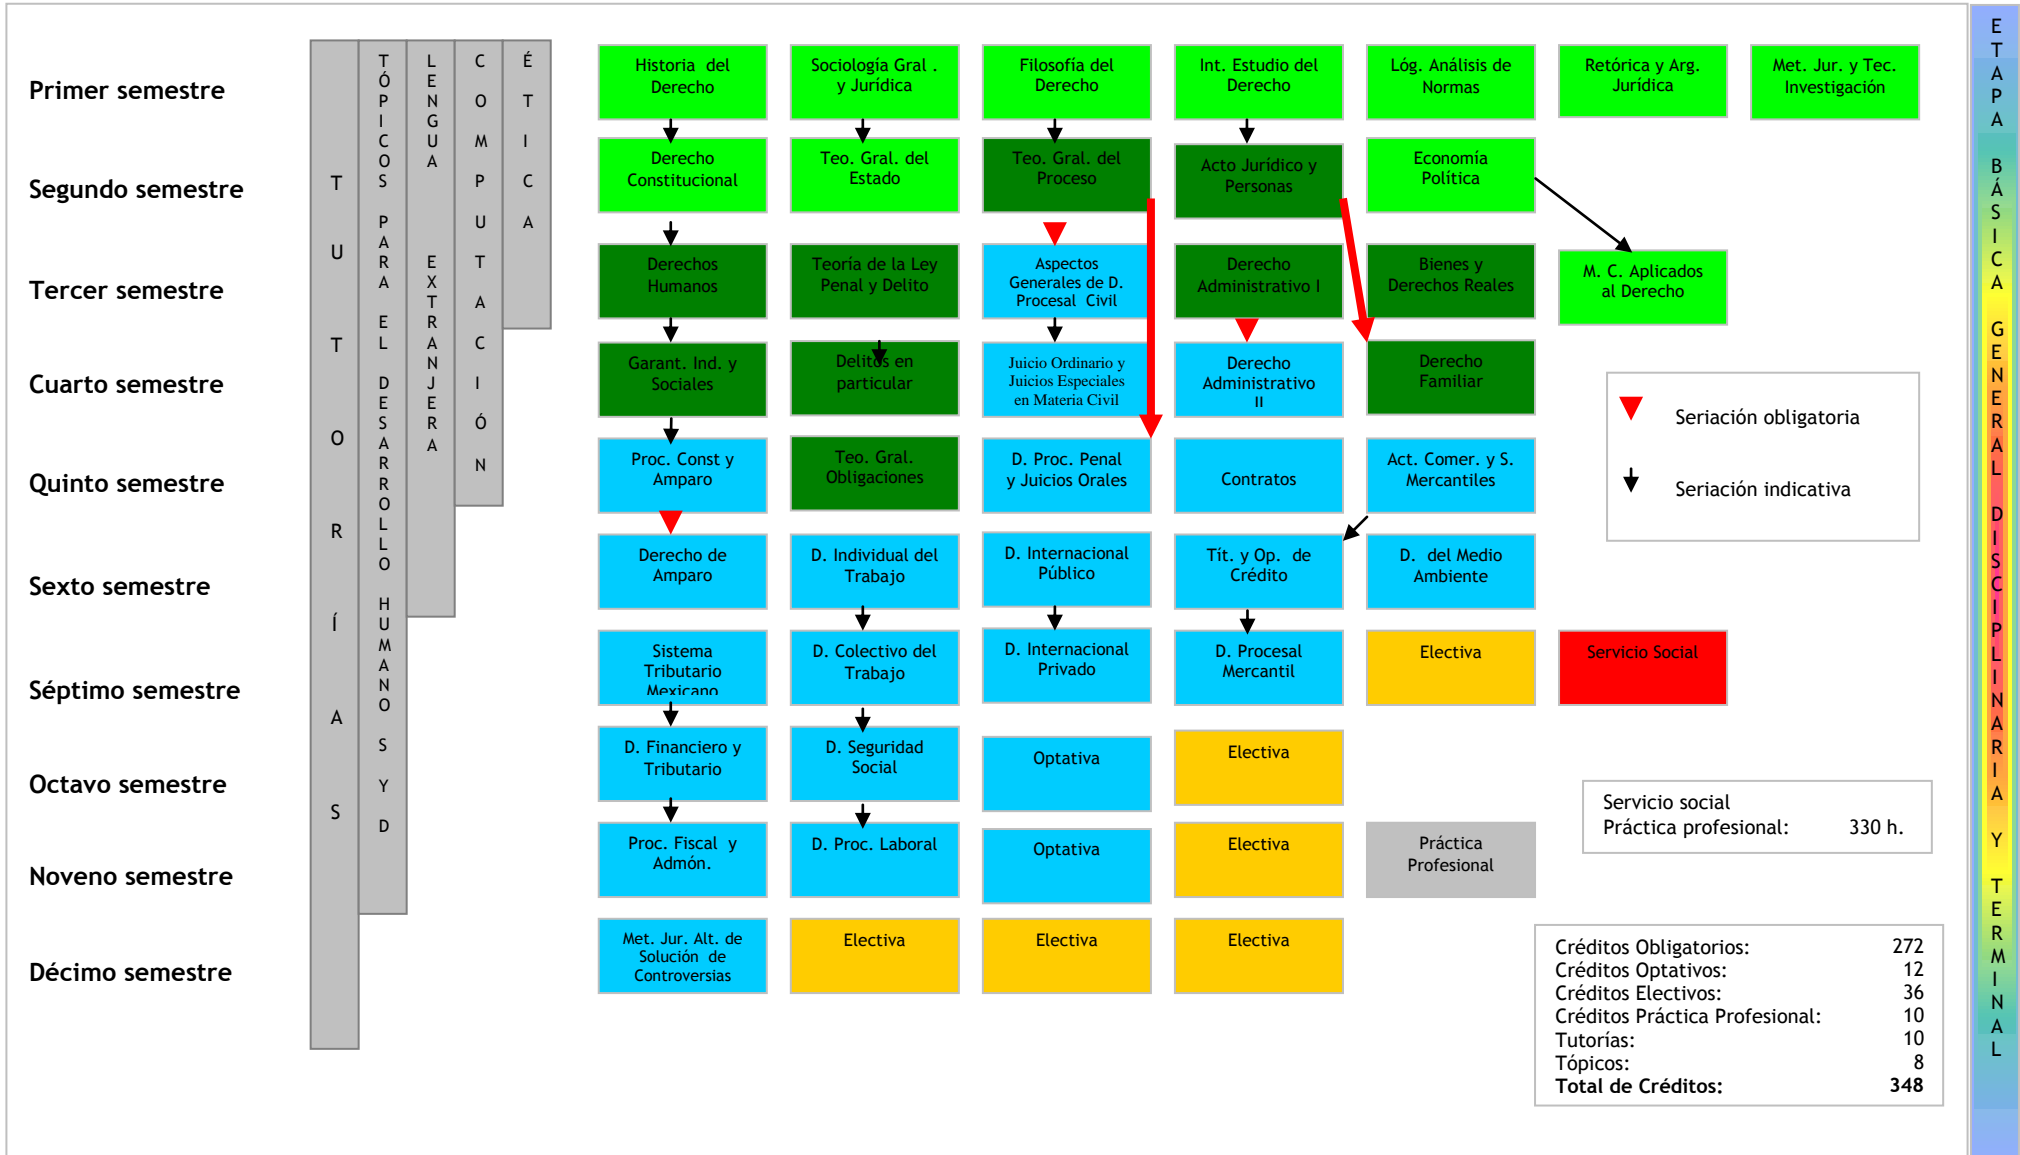 Primer semestre
Segundo semestre
Tercer semestre
Cuarto semestre
Quinto semestre
Sexto semestre
Séptimo semestre
Octavo semestre
Noveno semestre
Décimo semestre
TUTORÍAS
TÓPICOS PARA EL DESARROLLO HUMANO S Y D
LENGUA EXTRANJERA
COMPUTACIÓN
ÉTICA
Historia del
Derecho
Sociología Gral .
y Jurídica
Filosofía del
Derecho
Int. Estudio del
Derecho
Lóg. Análisis de
Normas
Retórica y Arg.
Jurídica
Met. Jur. y Tec.
Investigación
Derecho
Constitucional
Teo. Gral. del
Estado
Teo. Gral. del
Proceso
Acto Jurídico y
Personas
Economía
Política
Derechos
Humanos
Teoría de la Ley
Penal y Delito
Aspectos
Generales de D.
Procesal Civil
Derecho
Administrativo I
Bienes y
Derechos Reales
M. C. Aplicados
al Derecho
Garant. Ind. y
Sociales
Delitos en
particular
Juicio Ordinario y
Juicios Especiales
en Materia Civil
Derecho
Administrativo
II
Derecho
Familiar
Seriación obligatoria
Seriación indicativa
Proc. Const y
Amparo
Teo. Gral.
Obligaciones
D. Proc. Penal
y Juicios Orales
Contratos
Act. Comer. y S.
Mercantiles
Derecho de
Amparo
D. Individual del
Trabajo
D. Internacional
Público
Tít. y Op. de
Crédito
D. del Medio
Ambiente
Sistema
Tributario
Mexicano
D. Colectivo del
Trabajo
D. Internacional
Privado
D. Procesal
Mercantil
Electiva
Servicio Social
D. Financiero y
Tributario
D. Seguridad
Social
Optativa
Electiva
Servicio social
Práctica profesional: 330 h.
Proc. Fiscal y
Admón.
D. Proc. Laboral
Optativa
Electiva
Práctica
Profesional
Met. Jur. Alt. de
Solución de
Controversias
Electiva
Electiva
Electiva
Créditos Obligatorios: 272
Créditos Optativos: 12
Créditos Electivos: 36
Créditos Práctica Profesional: 10
Tutorías: 10
Tópicos: 8
Total de Créditos: 348
ETAPA BÁSICA GENERAL DISCIPLINARIA Y TERMINAL